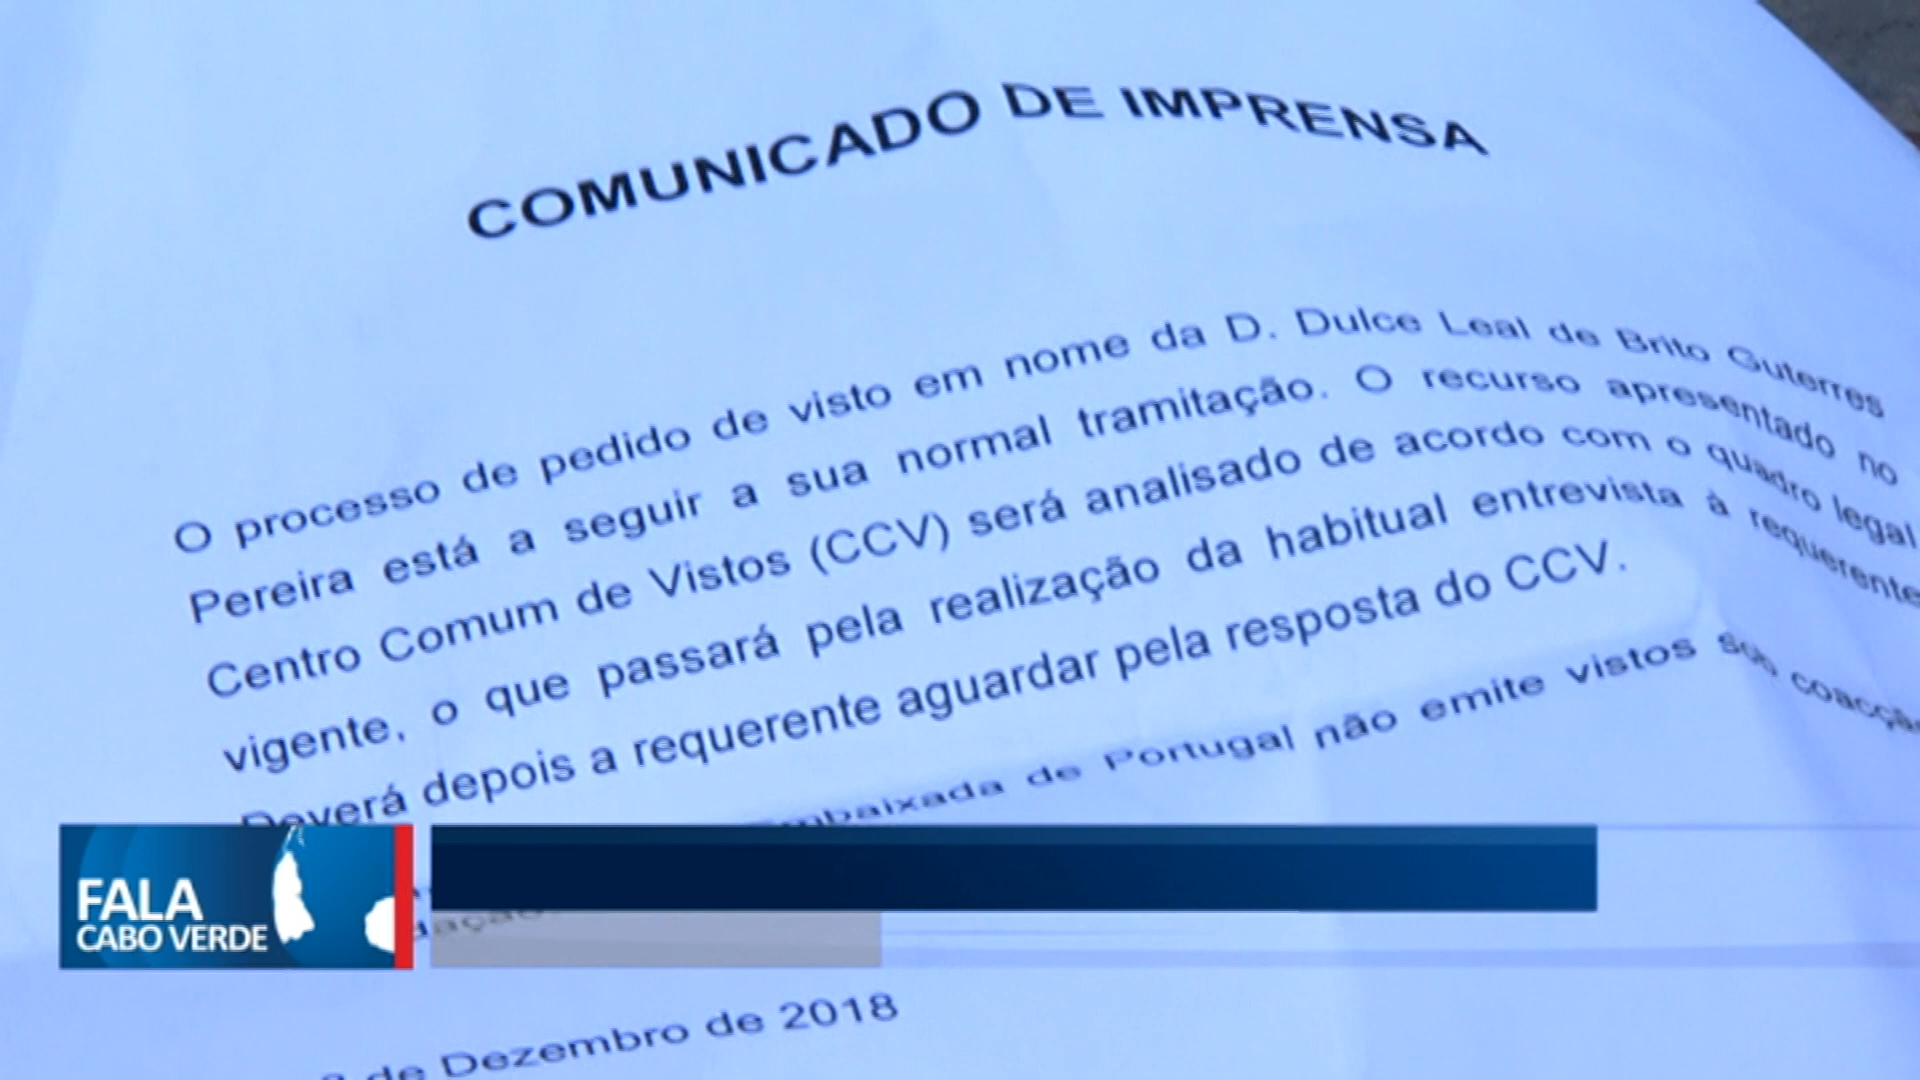 COMUNICADO DE IMPRENSA
O processo de pedido de visto em nome da D. Dulce Leal de Brito Guterres
Pereira está a seguir a sua normal tramitação. O recurso apresentado no
Centro Comum de Vistos (CCV) será analisado de acordo com o quadro legal
vigente, o que passará pela realização da habitual entrevista à requerente
Deverá depois a requerente aguardar pela resposta do CCV.
Embaixada de Portugal não emite vistos sob coacção
de Dezembro de 2018
FALA
CABO VERDE